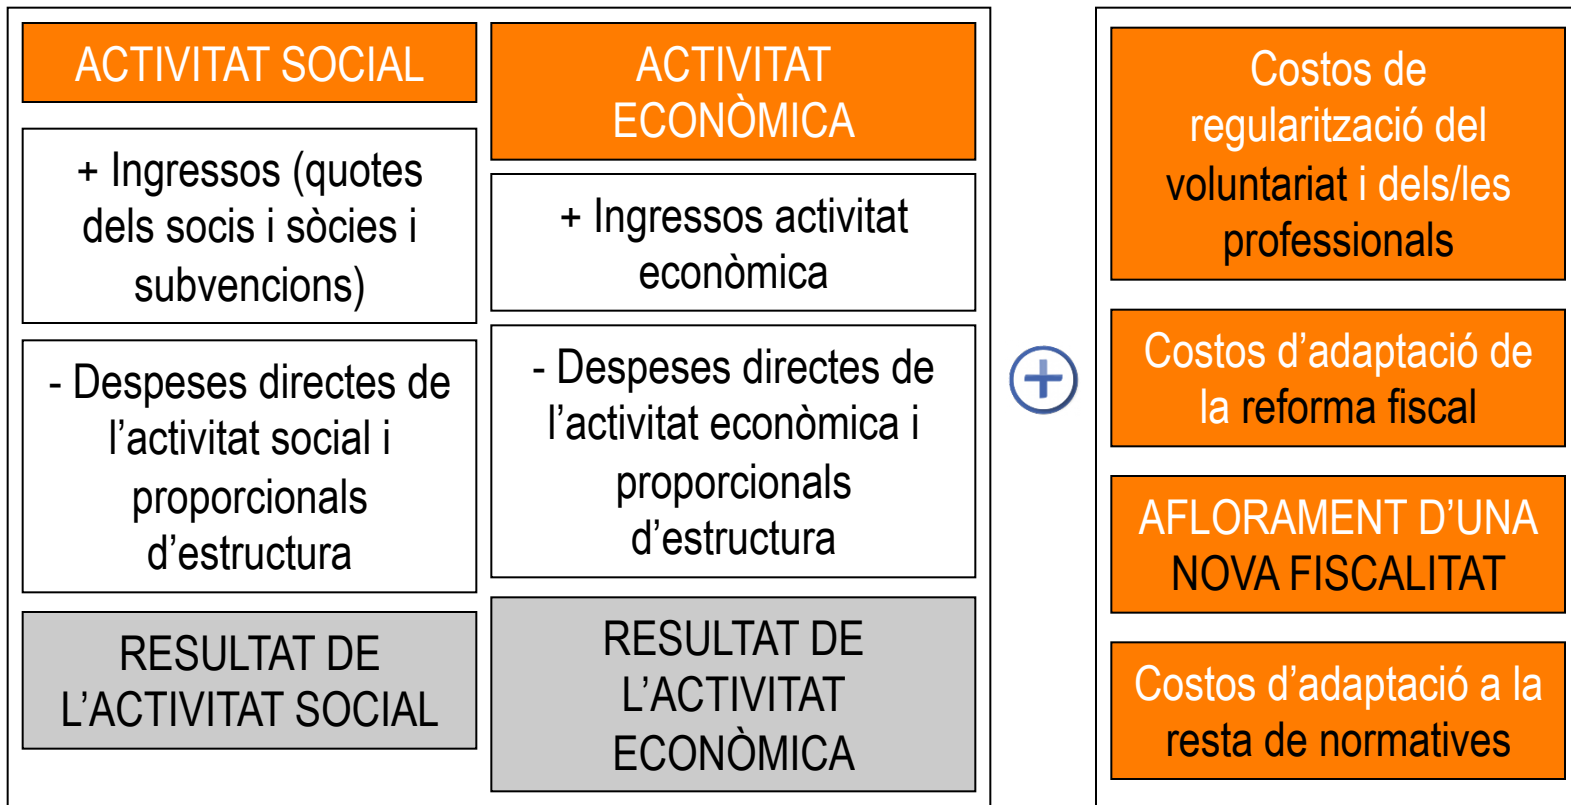 ACTIVITAT SOCIAL
+ Ingressos (quotes
dels socis i sòcies i
subvencions)
- Despeses directes de
l’activitat social i
proporcionals
d’estructura
RESULTAT DE
L’ACTIVITAT SOCIAL
ACTIVITAT
ECONÒMICA
+ Ingressos activitat
econòmica
- Despeses directes de
l’activitat econòmica i
proporcionals
d’estructura
RESULTAT DE
L’ACTIVITAT
ECONÒMICA
Costos de
regularització del
voluntariat i dels/les
professionals
Costos d’adaptació de
la reforma fiscal
AFLORAMENT D’UNA
NOVA FISCALITAT
Costos d’adaptació a la
resta de normatives